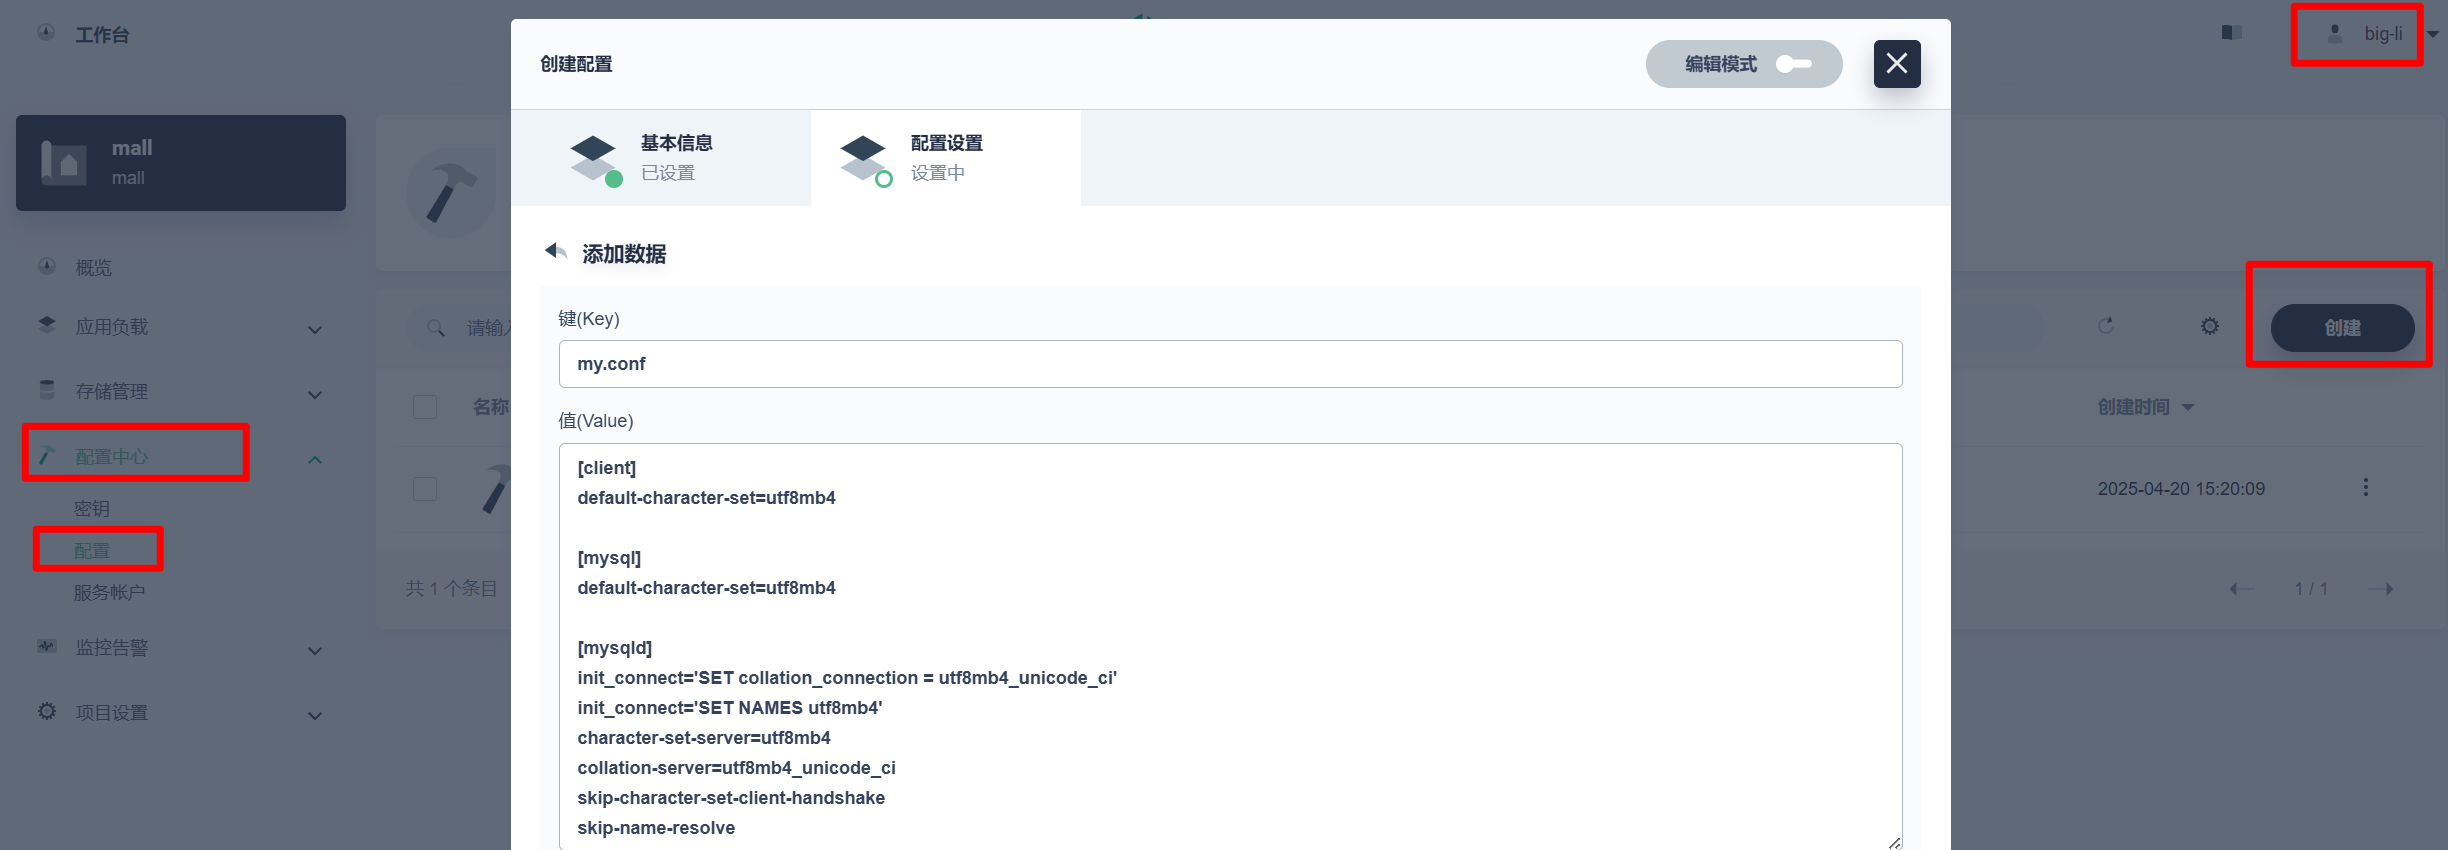 工作台
big-li
mall
mall
概览
应用负载
存储管理
配置中心
密钥
配置
服务帐户
监控告警
项目设置
请输入
创建
名称
创建时间
2025-04-20 15:20:09
共 1 个条目
1 / 1
创建配置
编辑模式
基本信息
已设置
配置设置
设置中
添加数据
键(Key)
my.conf
值(Value)
[client]
default-character-set=utf8mb4
[mysql]
default-character-set=utf8mb4
[mysqld]
init_connect='SET collation_connection = utf8mb4_unicode_ci'
init_connect='SET NAMES utf8mb4'
character-set-server=utf8mb4
collation-server=utf8mb4_unicode_ci
skip-character-set-client-handshake
skip-name-resolve